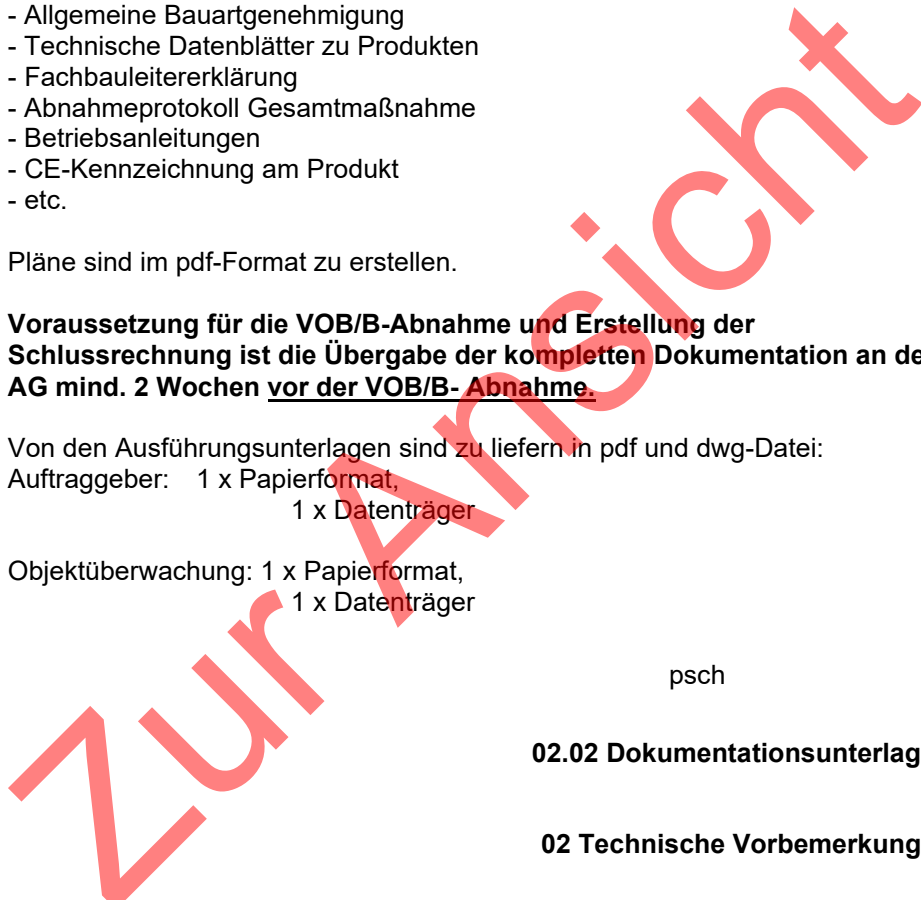 - Allgemeine Bauartgenehmigung
- Technische Datenblätter zu Produkten
- Fachbauleitererklärung
- Abnahmeprotokoll Gesamtmaßnahme
- Betriebsanleitungen
- CE-Kennzeichnung am Produkt
- etc.
Pläne sind im pdf-Format zu erstellen.
Voraussetzung für die VOB/B-Abnahme und Erstellung der
Schlussrechnung ist die Übergabe der kompletten Dokumentation an de
AG mind. 2 Wochen vor der VOB/B- Abnahme.
Von den Ausführungsunterlagen sind zu liefern in pdf und dwg-Datei:
Auftraggeber: 1 x Papierformat,
1 x Datenträger
Objektüberwachung: 1 x Papierformat,
1 x Datenträger
psch
02.02 Dokumentationsunterlag
02 Technische Vorbemerkung
Zur Ansicht